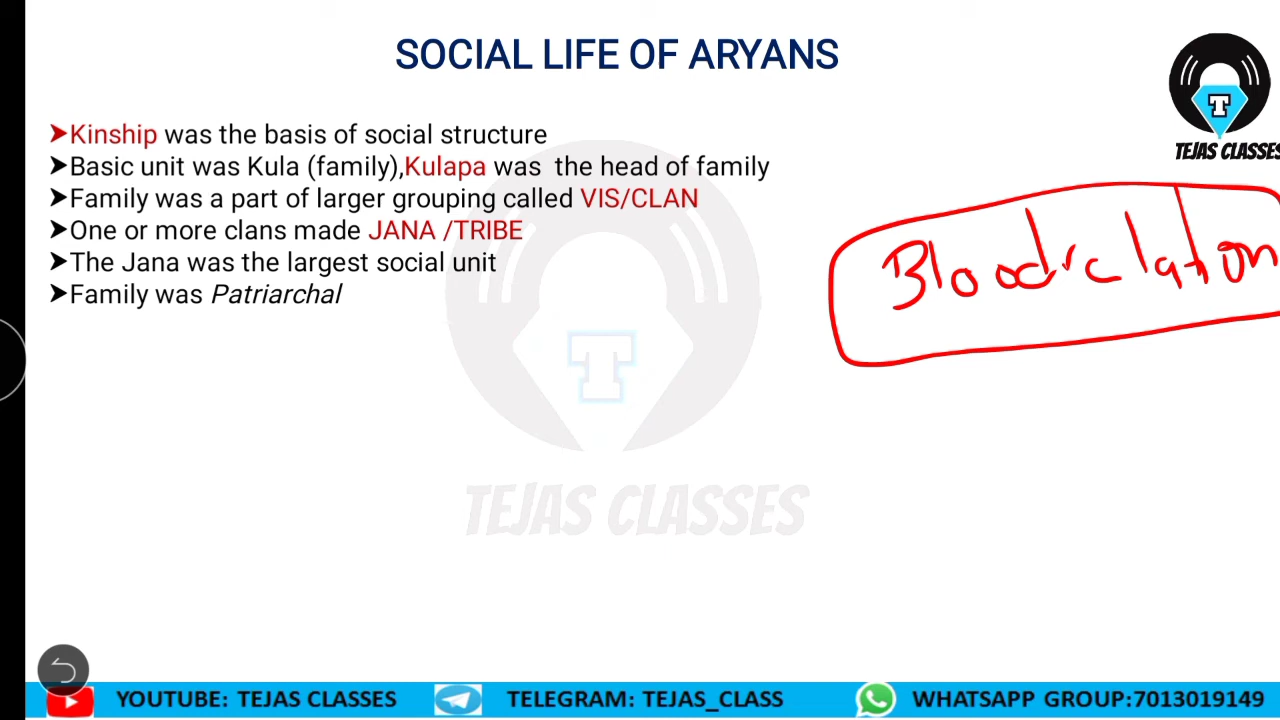 SOCIAL LIFE OF ARYANS
T
TEJAS CLASSES
➤Kinship was the basis of social structure
➤Basic unit was Kula (family),Kulapa was the head of family
➤Family was a part of larger grouping called VIS/CLAN
➤One or more clans made JANA /TRIBE
➤The Jana was the largest social unit
➤Family was Patriarchal
Blood relation
T
TEJAS CLASSES
YOUTUBE: TEJAS CLASSES TELEGRAM: TEJAS_CLASS WHATSAPP GROUP:7013019149